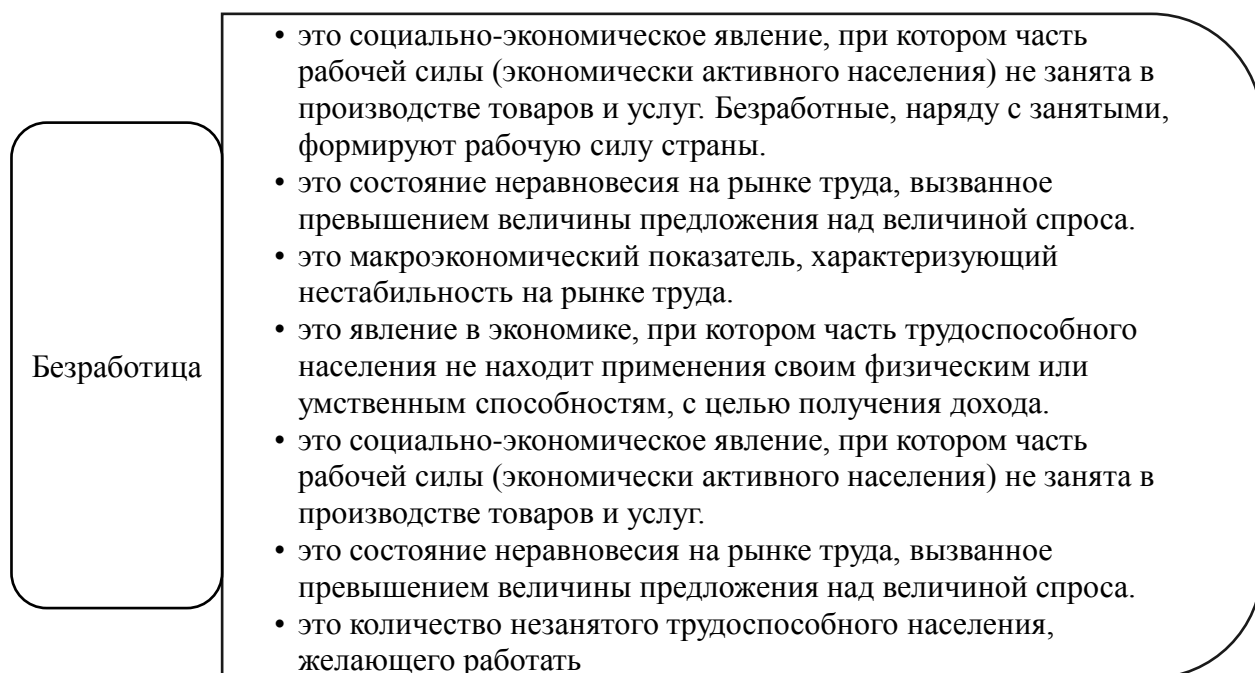 Безработица
• это социально-экономическое явление, при котором часть
рабочей силы (экономически активного населения) не занята в
производстве товаров и услуг. Безработные, наряду с занятыми,
формируют рабочую силу страны.
• это состояние неравновесия на рынке труда, вызванное
превышением величины предложения над величиной спроса.
• это макроэкономический показатель, характеризующий
нестабильность на рынке труда.
• это явление в экономике, при котором часть трудоспособного
населения не находит применения своим физическим или
умственным способностям, с целью получения дохода.
• это социально-экономическое явление, при котором часть
рабочей силы (экономически активного населения) не занята в
производстве товаров и услуг.
• это состояние неравновесия на рынке труда, вызванное
превышением величины предложения над величиной спроса.
• это количество незанятого трудоспособного населения,
желающего работать